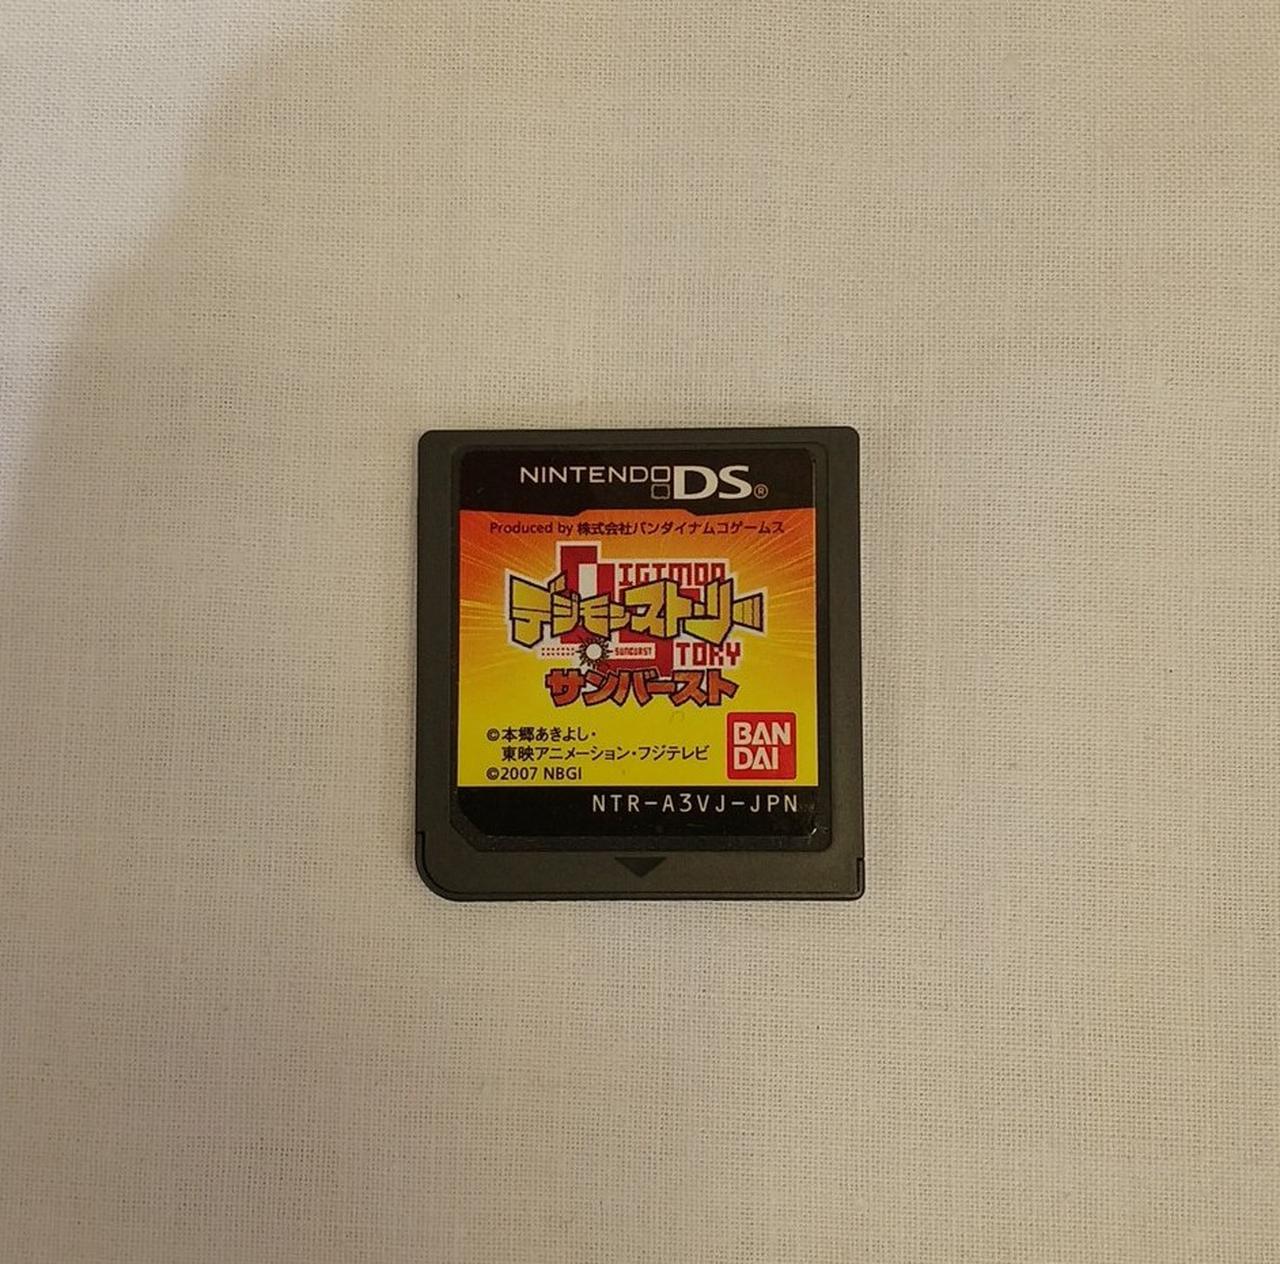 NINTENDO DS®
Produced by 株式会社バンダイナムコゲームス
DIGIMON
デジモンストーリー
SUNBURST
STORY
サンバースト
©本郷あきよし・
東映アニメーション・フジテレビ
©2007 NBGI
BAN
DAI
NTR-A3VJ-JPN